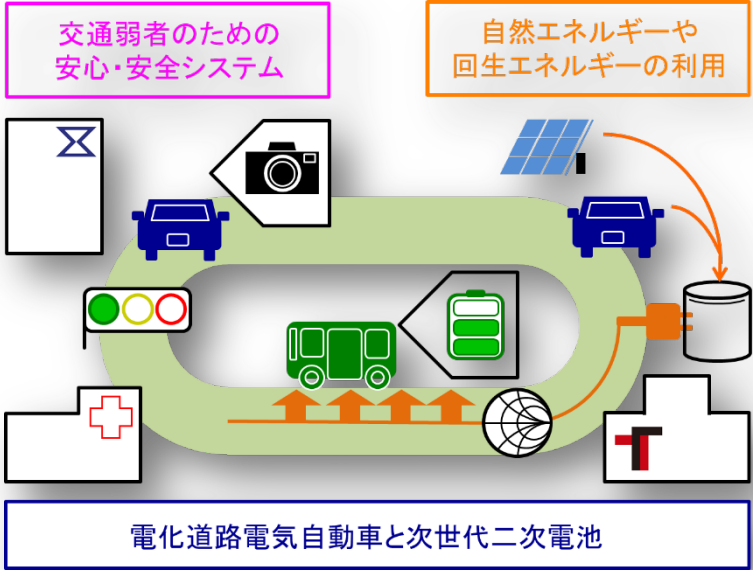 交通弱者のための
安心・安全システム
自然エネルギーや
回生エネルギーの利用
電化道路電気自動車と次世代二次電池